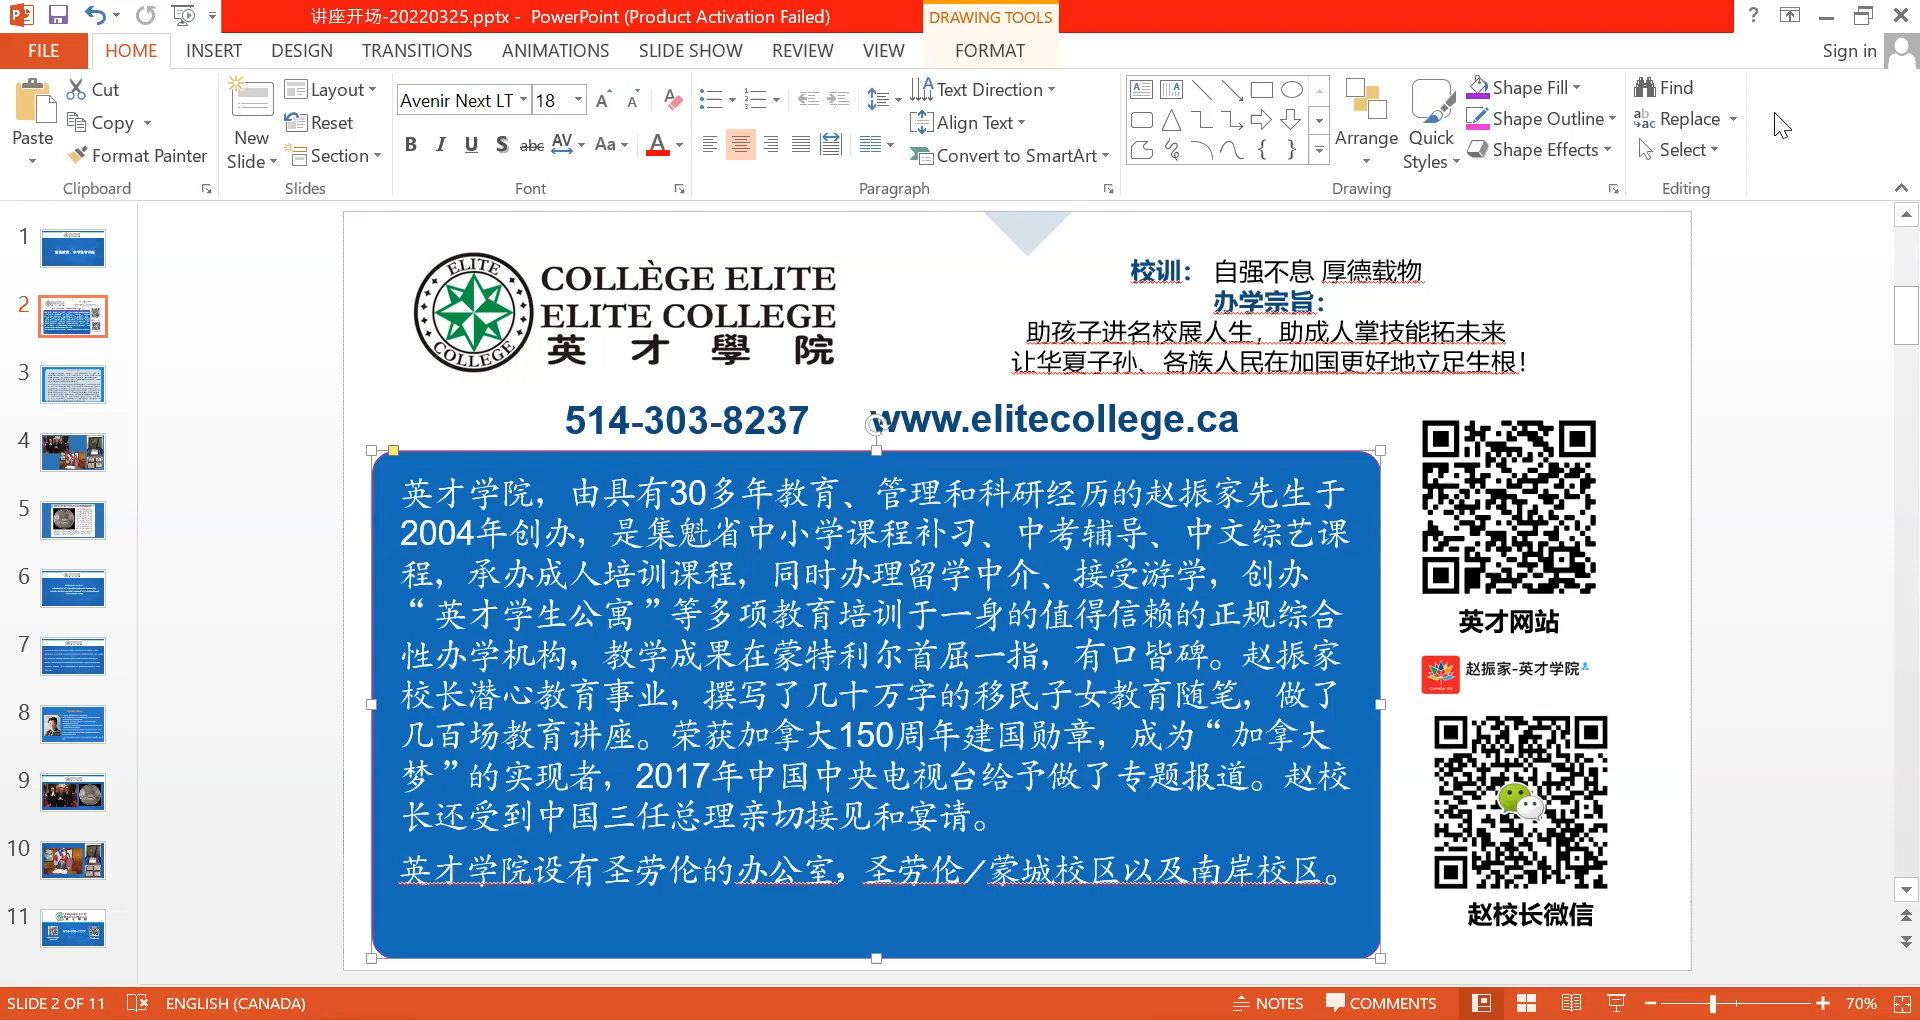 讲座开场-20220325.pptx - PowerPoint (Product Activation Failed)
DRAWING TOOLS
?
FILE
HOME
INSERT
DESIGN
TRANSITIONS
ANIMATIONS
SLIDE SHOW
REVIEW
VIEW
FORMAT
Sign in
Paste
Cut
Copy
Format Painter
Clipboard
New Slide
Layout
Reset
Section
Slides
Avenir Next LT
18
B I U S abc AV Aa A
Font
Text Direction
Align Text
Convert to SmartArt
Paragraph
Arrange
Quick Styles
Shape Fill
Shape Outline
Shape Effects
Drawing
Find
Replace
Select
Editing
1
2
3
4
5
6
7
8
9
10
11
ELITE
COLLEGE
COLLÈGE ELITE
ELITE COLLEGE
英才學院
校训： 自强不息 厚德载物
办学宗旨：
助孩子进名校展人生，助成人掌技能拓未来
让华夏子孙、各族人民在加国更好地立足生根！
514-303-8237
www.elitecollege.ca
英才学院，由具有30多年教育、管理和科研经历的赵振家先生于
2004年创办，是集魁省中小学课程补习、中考辅导、中文综艺课
程，承办成人培训课程，同时办理留学中介、接受游学，创办
“英才学生公寓”等多项教育培训于一身的值得信赖的正规综合
性办学机构，教学成果在蒙特利尔首屈一指，有口皆碑。赵振家
校长潜心教育事业，撰写了几十万字的移民子女教育随笔，做了
几百场教育讲座。荣获加拿大150周年建国勋章，成为“加拿大
梦”的实现者，2017年中国中央电视台给予做了专题报道。赵校
长还受到中国三任总理亲切接见和宴请。
英才学院设有圣劳伦的办公室，圣劳伦/蒙城校区以及南岸校区。
英才网站
赵振家-英才学院
赵校长微信
SLIDE 2 OF 11
ENGLISH (CANADA)
NOTES
COMMENTS
70%